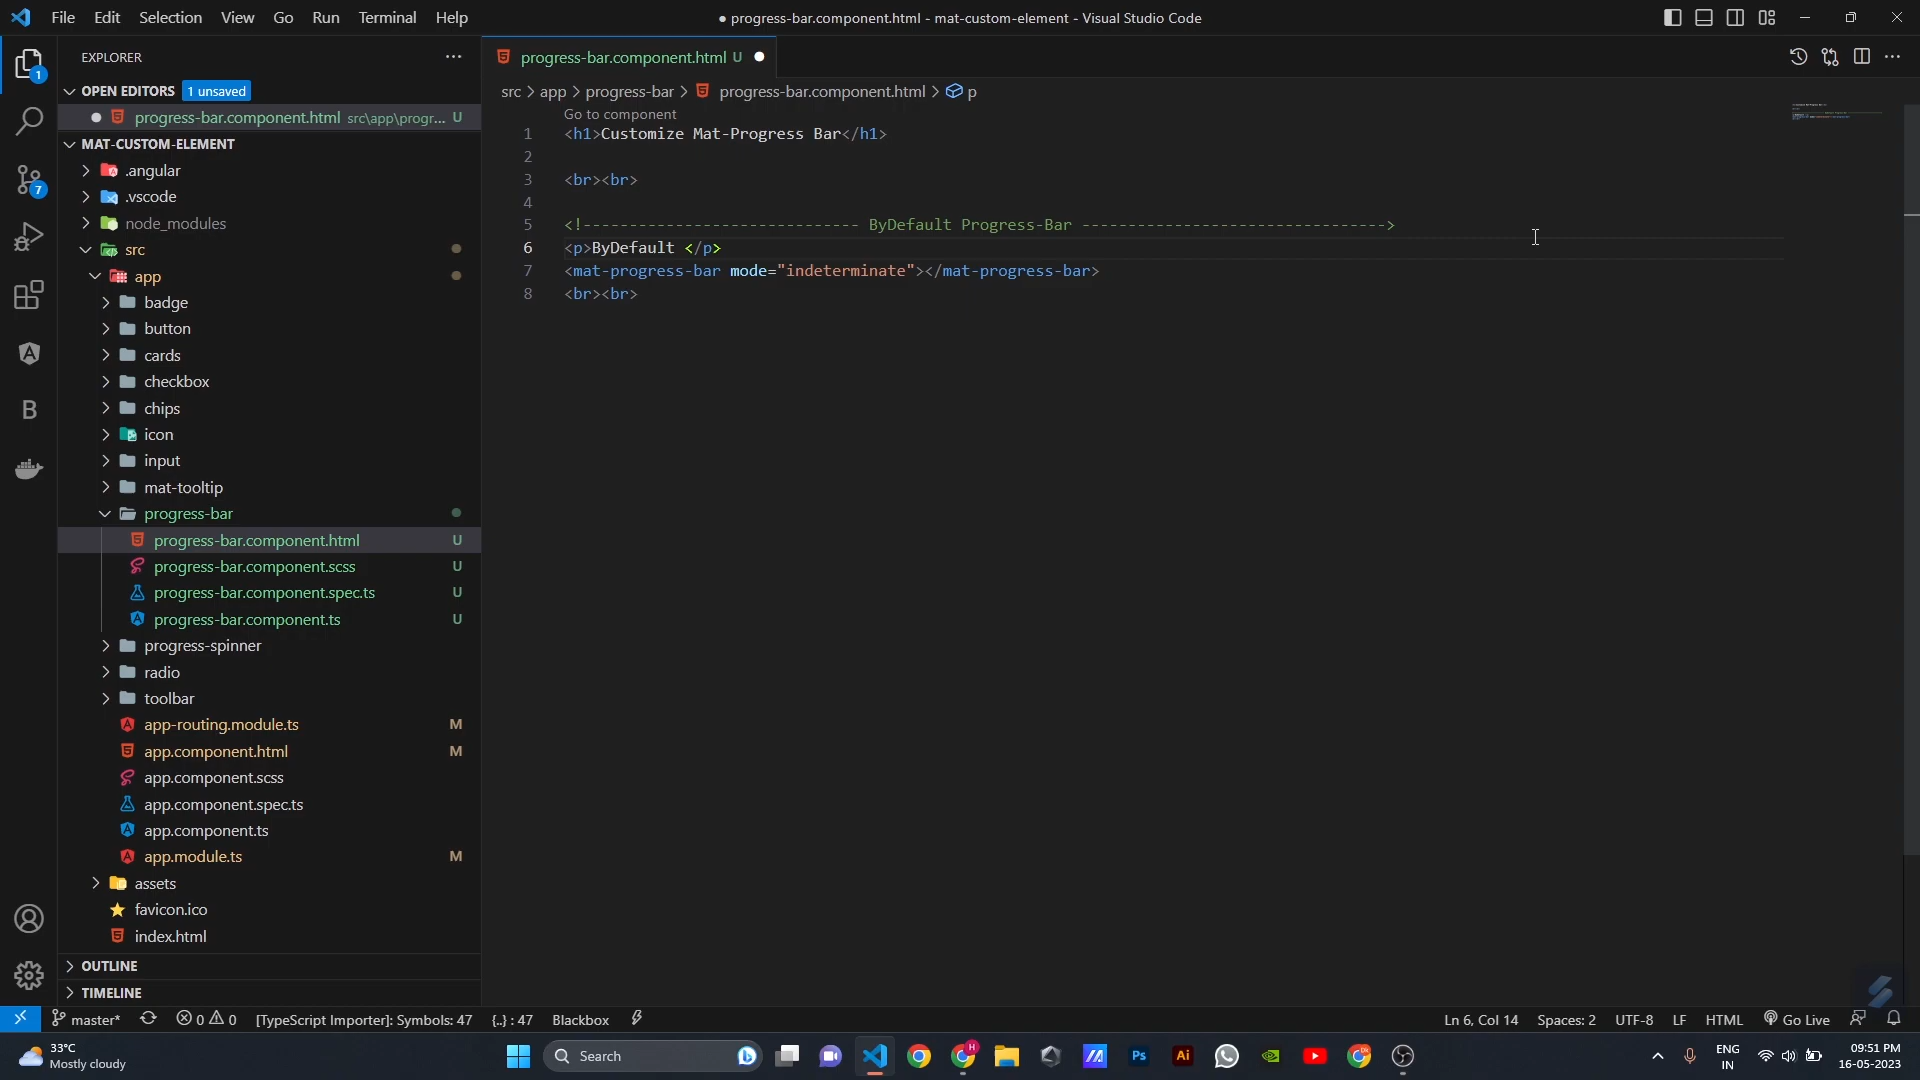 File Edit Selection View Go Run Terminal Help
● progress-bar.component.html - mat-custom-element - Visual Studio Code
EXPLORER
OPEN EDITORS 1 unsaved
progress-bar.component.html src\app\progr... U
MAT-CUSTOM-ELEMENT
.angular
.vscode
node_modules
src
app
badge
button
cards
checkbox
chips
icon
input
mat-tooltip
progress-bar
progress-bar.component.html U
progress-bar.component.scss U
progress-bar.component.spec.ts U
progress-bar.component.ts U
progress-spinner
radio
toolbar
app-routing.module.ts M
app.component.html M
app.component.scss
app.component.spec.ts
app.component.ts
app.module.ts M
assets
favicon.ico
index.html
OUTLINE
TIMELINE
1
7
B
progress-bar.component.html U
src > app > progress-bar > progress-bar.component.html > p
Go to component
1 <h1>Customize Mat-Progress Bar</h1>
2
3 <br><br>
4
5 <!------------------------------ ByDefault Progress-Bar --------------------------------->
6 <p>ByDefault </p>
7 <mat-progress-bar mode="indeterminate"></mat-progress-bar>
8 <br><br>
master* 0 0 [TypeScript Importer]: Symbols: 47 {..} : 47 Blackbox
Ln 6, Col 14 Spaces: 2 UTF-8 LF HTML Go Live
33°C
Mostly cloudy
Search
H
Ps
Ai
ENG
IN
09:51 PM
16-05-2023